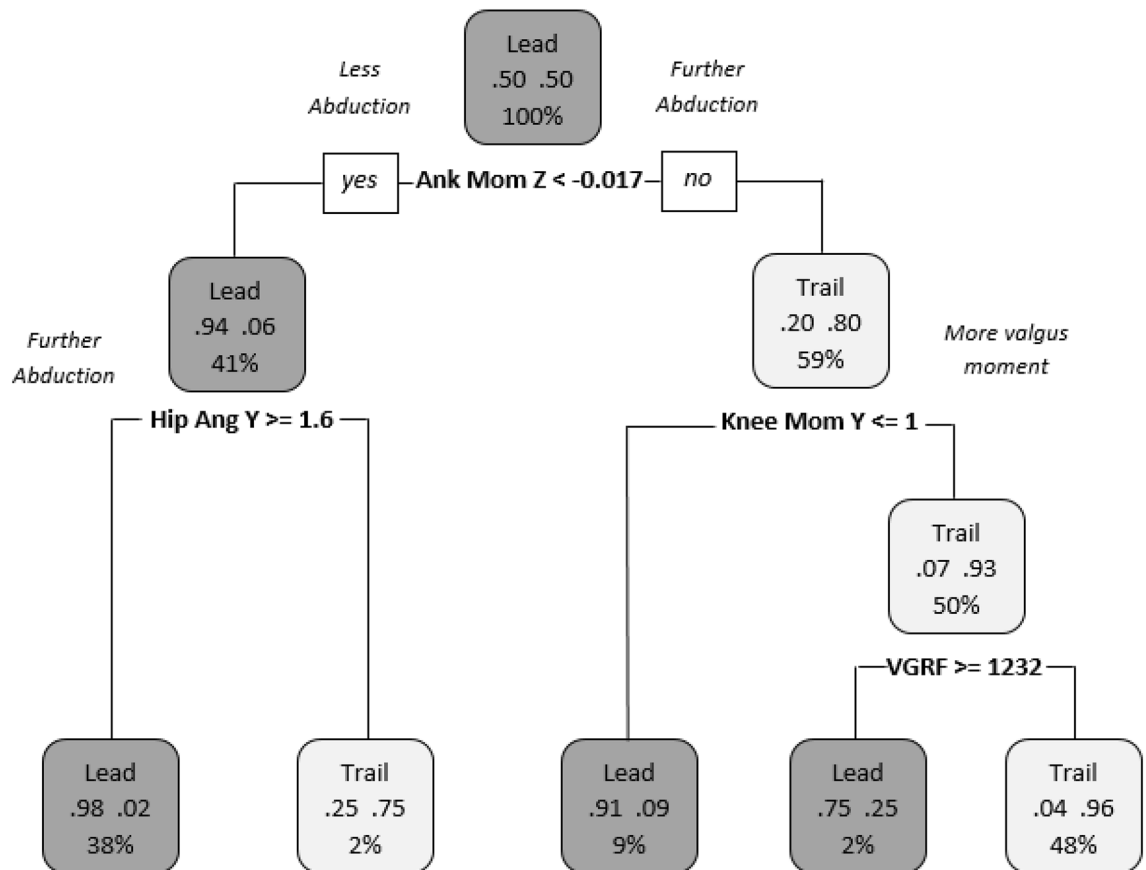 Lead
.50 .50
100%
Less
Abduction
Further
Abduction
yes
Ank Mom Z < -0.017
no
Lead
.94 .06
41%
Trail
.20 .80
59%
Further
Abduction
More valgus
moment
Hip Ang Y >= 1.6
Knee Mom Y <= 1
Trail
.07 .93
50%
VGRF >= 1232
Lead
.98 .02
38%
Trail
.25 .75
2%
Lead
.91 .09
9%
Lead
.75 .25
2%
Trail
.04 .96
48%